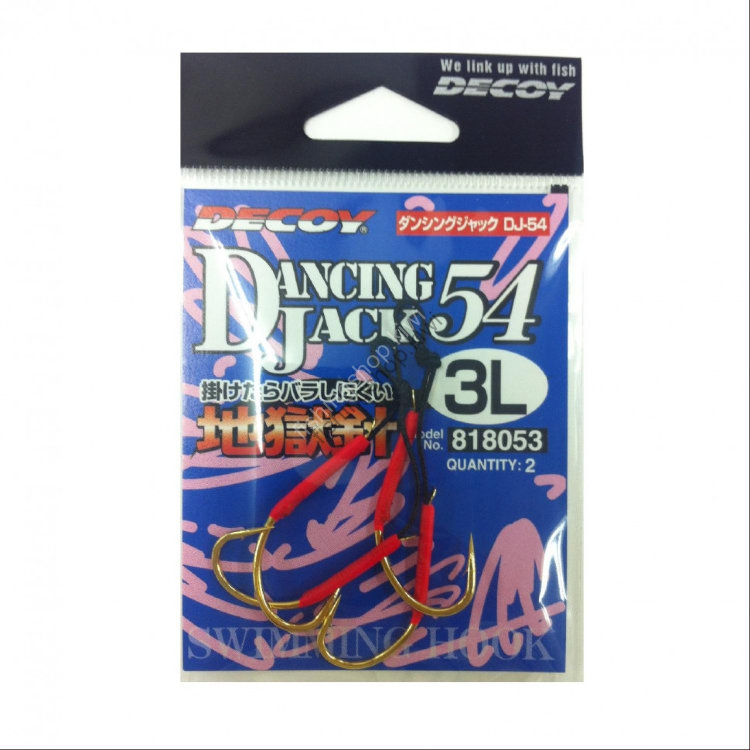 We link up with fish
DECOY
DECOY®
ダンシングジャック DJ-54
DANCING
JACK 54
3L
掛けたらバラしにくい
地獄針
Model No. 818053
QUANTITY: 2
SWIMMING HOOK